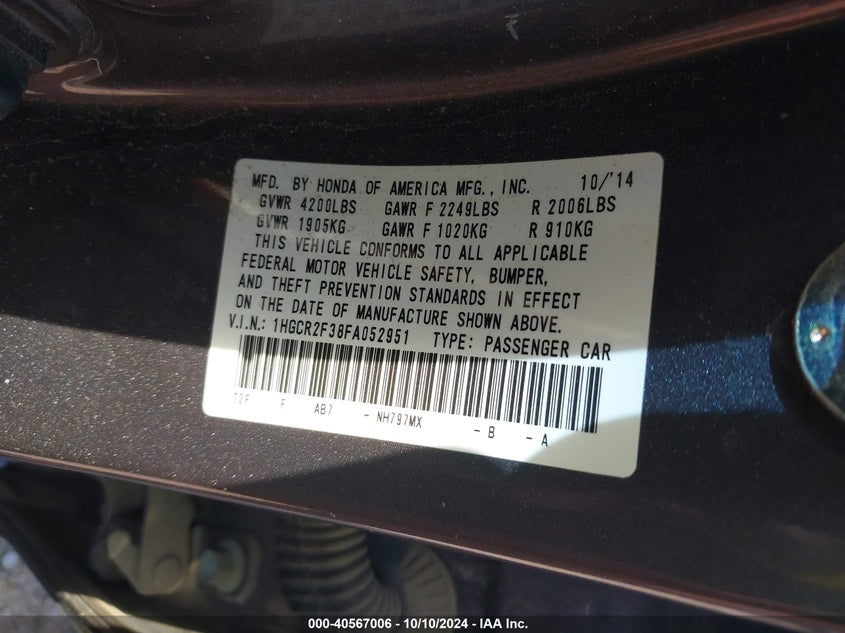 MFD. BY HONDA OF AMERICA MFG., INC. 10/'14
GVWR 4200LBS GAWR F 2249LBS R 2006LBS
GVWR 1905KG GAWR F 1020KG R 910KG
THIS VEHICLE CONFORMS TO ALL APPLICABLE
FEDERAL MOTOR VEHICLE SAFETY, BUMPER,
AND THEFT PREVENTION STANDARDS IN EFFECT
ON THE DATE OF MANUFACTURE SHOWN ABOVE.
V.I.N.: 1HGCR2F38FA052951 TYPE: PASSENGER CAR
T2F F AB7 - NH797MX - B - A
000-40567006 - 10/10/2024 - IAA Inc.